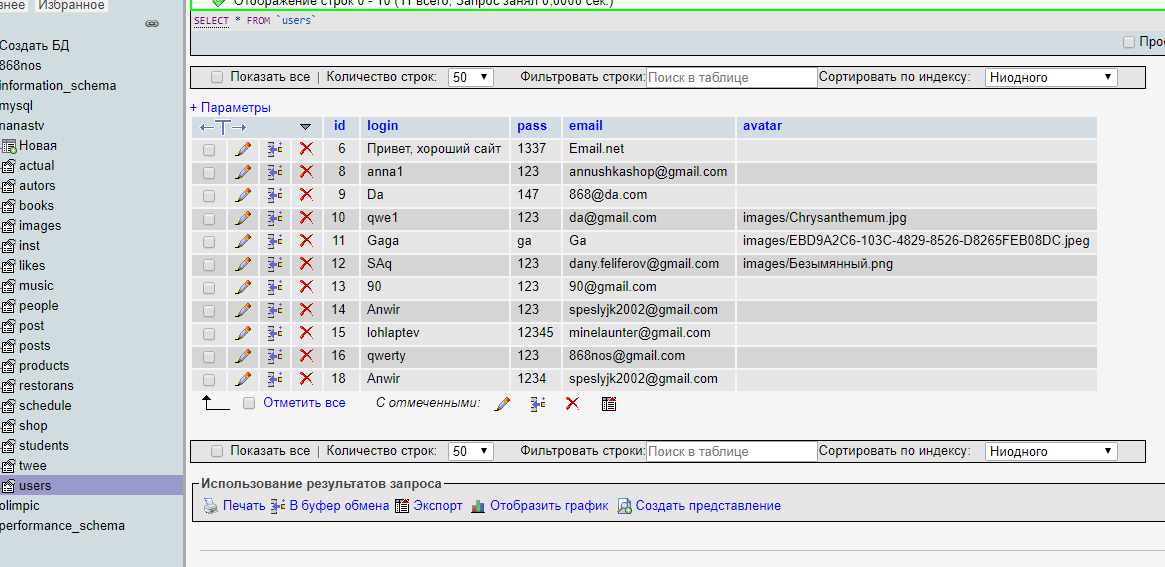 Избранное
Создать БД
868nos
information_schema
mysql
nanastv
Новая
actual
autors
books
images
inst
likes
music
people
post
posts
products
restorans
schedule
shop
students
twee
users
olimpic
performance_schema
Отображение строк 0 - 10 (11 всего, Запрос занял 0,0000 сек.)
SELECT * FROM `users`
Показать все | Количество строк: 50 Фильтровать строки: Поиск в таблице Сортировать по индексу: Ниодного
+ Параметры
id login pass email avatar
6 Привет, хороший сайт 1337 Email.net
8 anna1 123 annushkashop@gmail.com
9 Da 147 868@da.com
10 qwe1 123 da@gmail.com images/Chrysanthemum.jpg
11 Gaga ga Ga images/EBD9A2C6-103C-4829-8526-D8265FEB08DC.jpeg
12 SAq 123 dany.feliferov@gmail.com images/Безымянный.png
13 90 123 90@gmail.com
14 Anwir 123 speslyjk2002@gmail.com
15 lohlaptev 12345 minelaunter@gmail.com
16 qwerty 123 868nos@gmail.com
18 Anwir 1234 speslyjk2002@gmail.com
Отметить все С отмеченными:
Показать все | Количество строк: 50 Фильтровать строки: Поиск в таблице Сортировать по индексу: Ниодного
Использование результатов запроса
Печать В буфер обмена Экспорт Отобразить график Создать представление